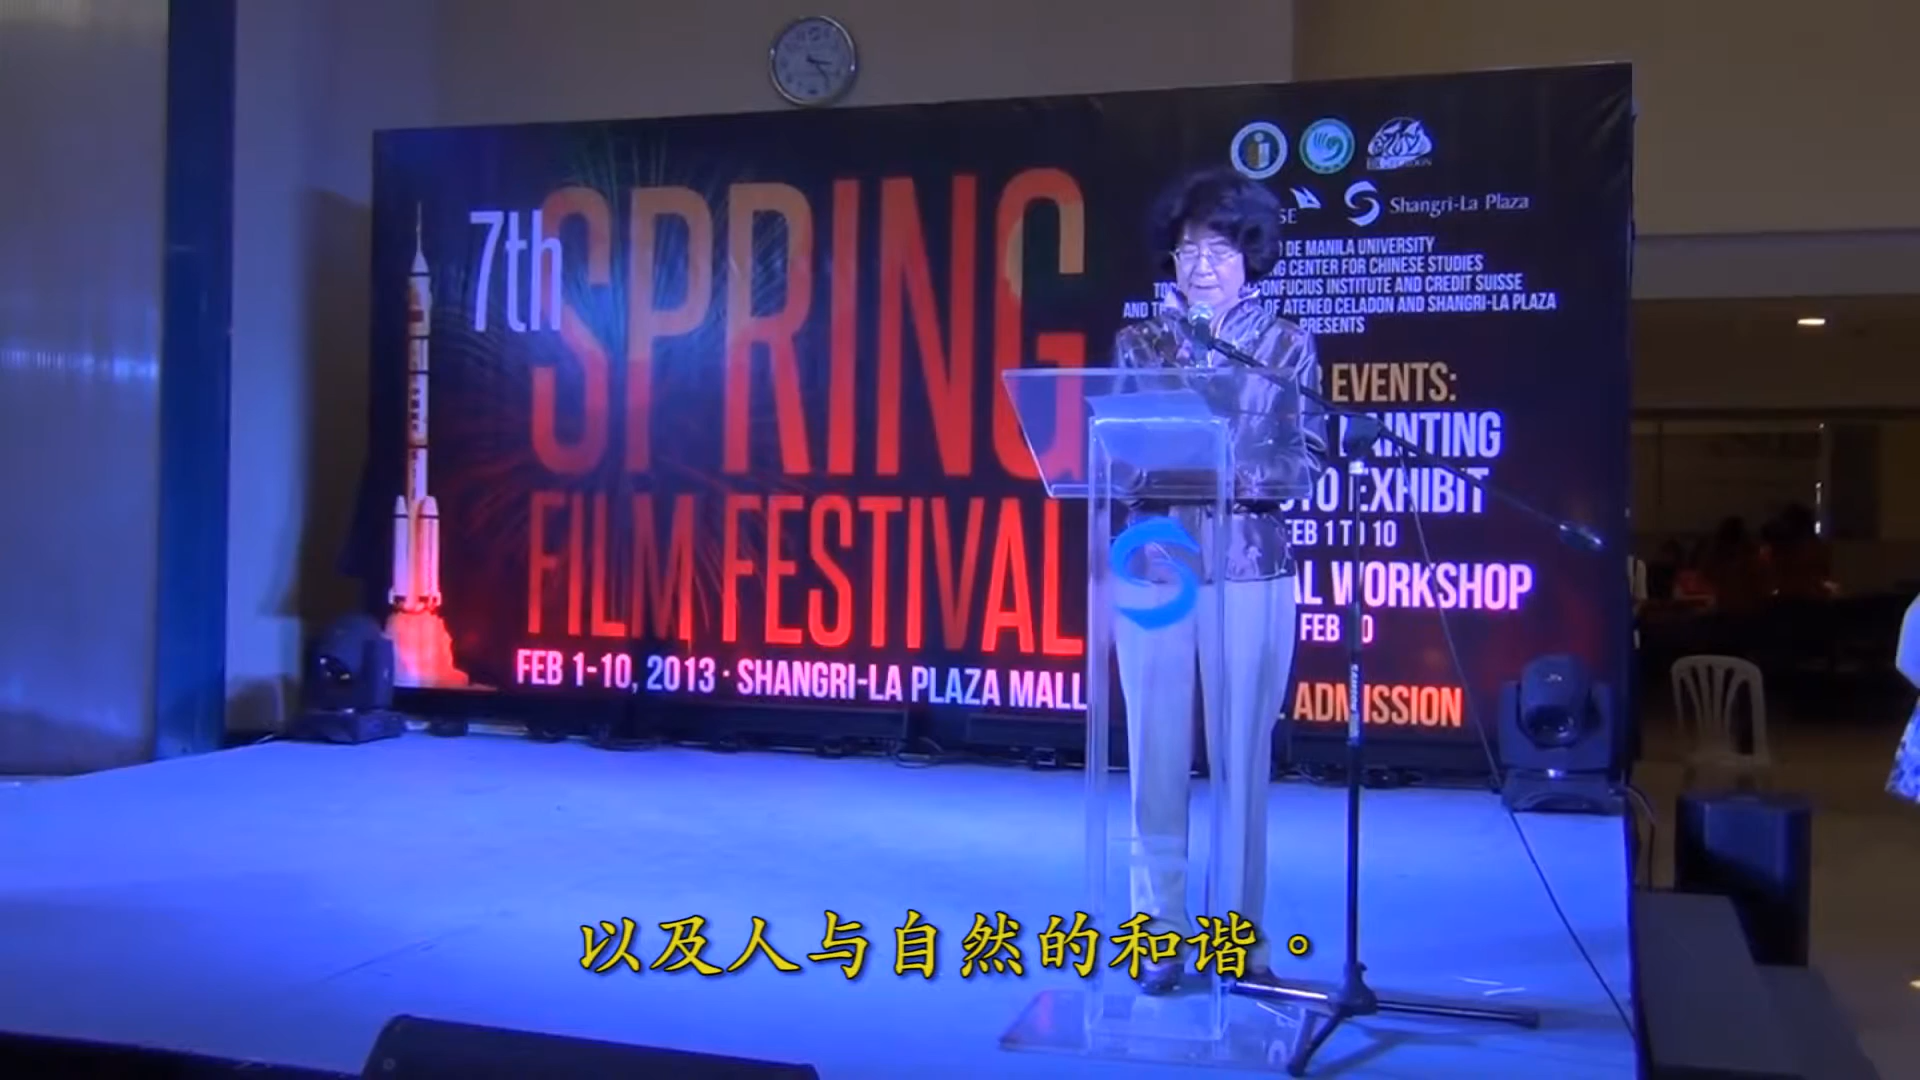 7th
SPRING
FILM FESTIVAL
FEB 1-10, 2013 · SHANGRI-LA PLAZA MALL
Shangri-La Plaza
DE MANILA UNIVERSITY
CENTER FOR CHINESE STUDIES
CONFUCIUS INSTITUTE AND CREDIT SUISSE
AND OF ATENEO CELADON AND SHANGRI-LA PLAZA
PRESENTS
EVENTS:
PAINTING
EXHIBIT
FEB 1 TO 10
WORKSHOP
FEB
ADMISSION
以及人与自然的和谐。